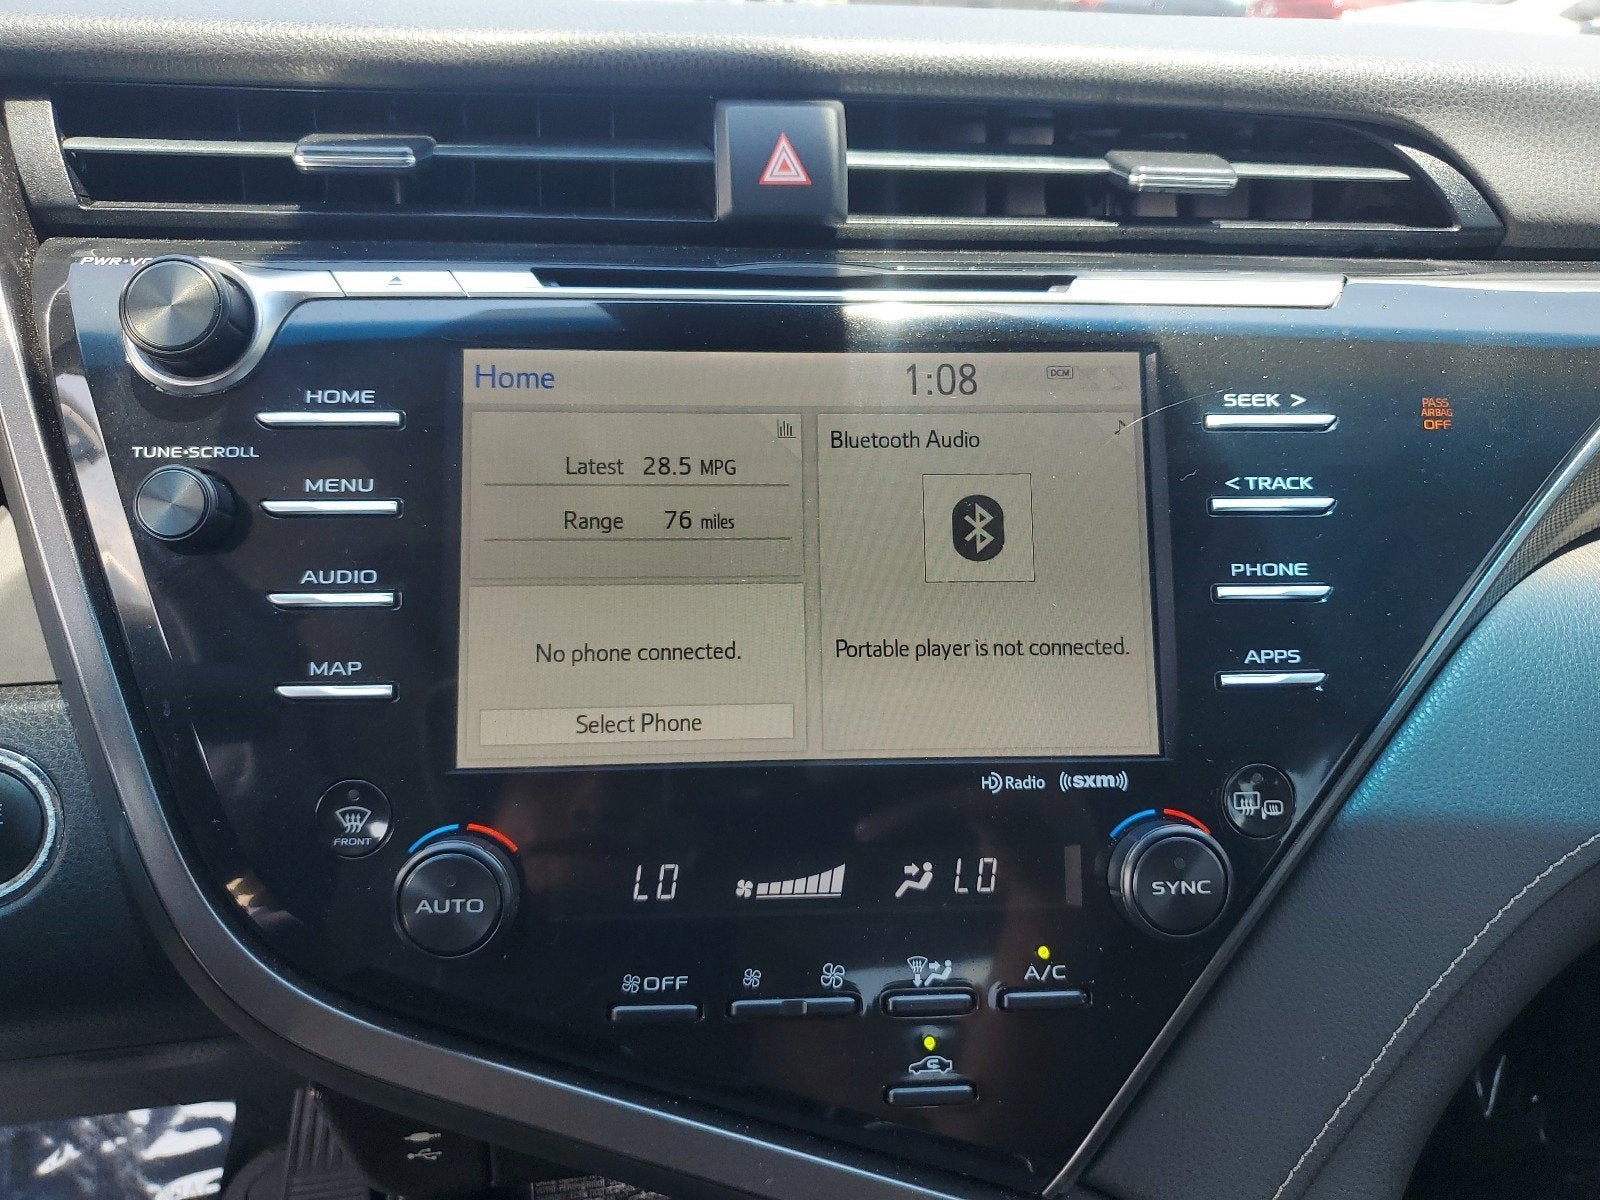 PWR•VO
HOME
TUNE•SCROLL
MENU
AUDIO
MAP
Home
1:08
DCM
Latest 28.5 MPG
Range 76 miles
No phone connected.
Select Phone
Bluetooth Audio
Portable player is not connected.
SEEK >
< TRACK
PHONE
APPS
PASS
AIRBAG
OFF
HD Radio
((SXM))
FRONT
AUTO
LO
LO
SYNC
OFF
A/C